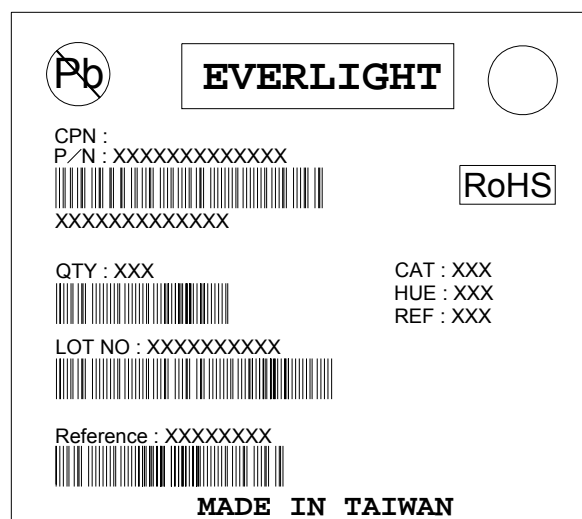 Pb
EVERLIGHT
CPN :
P/N : XXXXXXXXXXXXX
RoHS
XXXXXXXXXXXXX
QTY : XXX
CAT : XXX
HUE : XXX
REF : XXX
LOT NO : XXXXXXXXXX
Reference : XXXXXXXX
MADE IN TAIWAN